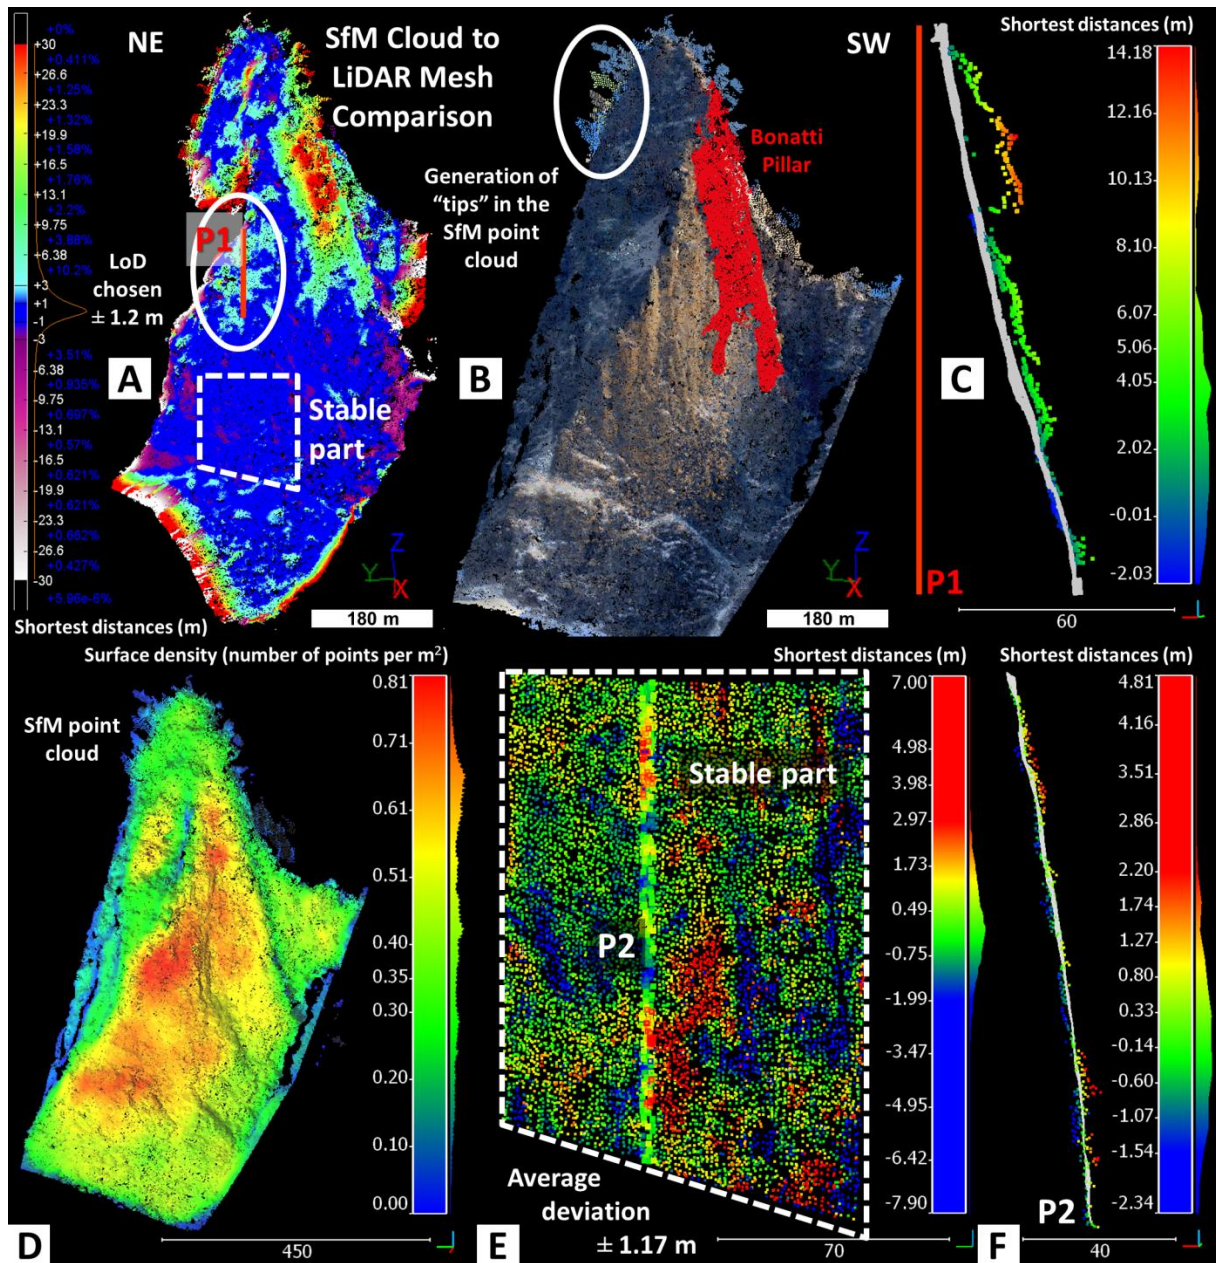 NE
SfM Cloud to
LiDAR Mesh
Comparison
SW
+0%
+30
+0.411%
26.6
+1.25%
23.3
+1.32%
19.9
+1.59%
16.5
+1.76%
13.1
+2.2%
9.75
+3.88%
6.38
+10.2%
+3
+1
-1
-3
+3.51%
-6.38
+0.935%
-9.75
+0.697%
-13.1
+0.57%
-16.5
+0.621%
-19.9
+0.621%
-23.3
+0.662%
-26.6
+0.427%
-30
+5.96e-6%
Shortest distances (m)
LoD
chosen
± 1.2 m
P1
A
Stable
part
Z
Y
X
180 m
Generation of
“tips” in the
SfM point
cloud
Bonatti
Pillar
B
Z
Y
X
180 m
Shortest distances (m)
14.18
12.16
10.13
8.10
6.07
5.06
4.05
2.02
-0.01
-2.03
C
P1
60
Surface density (number of points per m²)
SfM point
cloud
0.81
0.71
0.61
0.51
0.40
0.35
0.30
0.20
0.10
0.00
D
450
Shortest distances (m)
7.00
4.98
3.98
2.97
1.73
0.49
-0.75
-1.99
-3.47
-4.95
-6.42
-7.90
Stable part
P2
Average
deviation
± 1.17 m
E
70
Shortest distances (m)
4.81
4.16
3.51
2.86
2.20
1.74
1.27
0.80
0.33
-0.14
-0.60
-1.07
-1.54
-2.34
P2
F
40